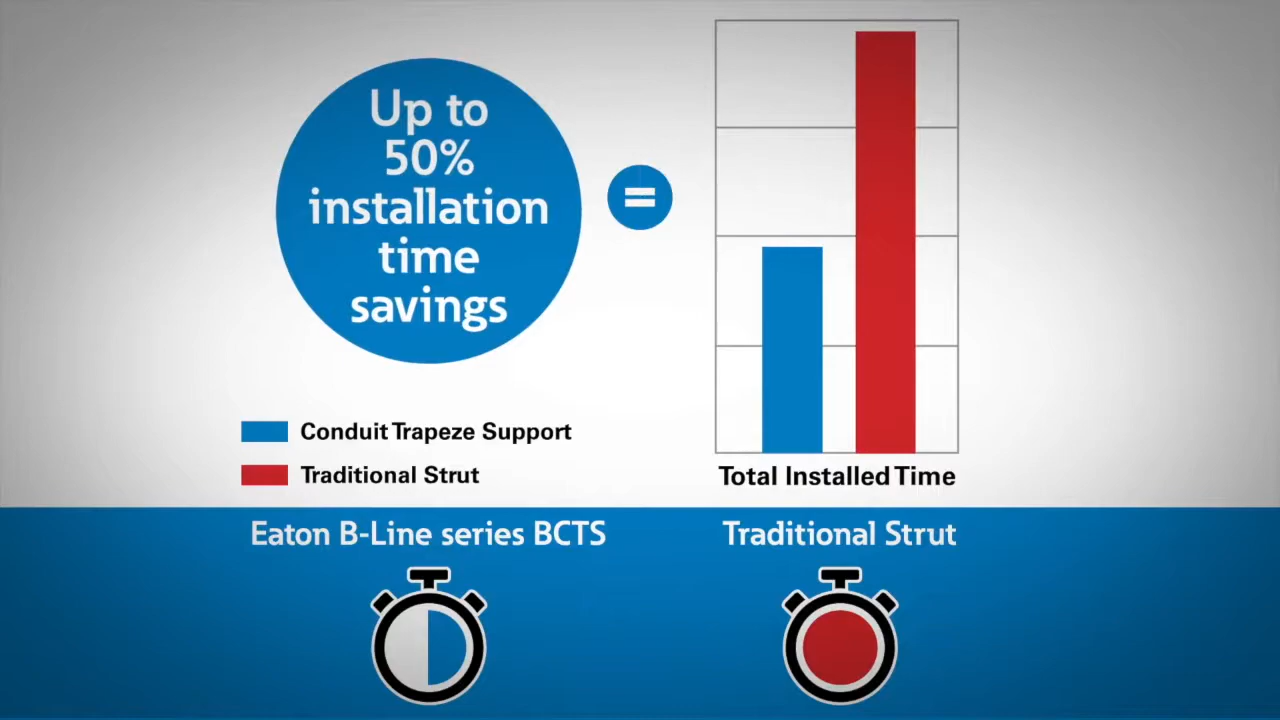 Up to
50%
installation
time
savings
=
Conduit Trapeze Support
Traditional Strut
Total Installed Time
Eaton B-Line series BCTS
Traditional Strut